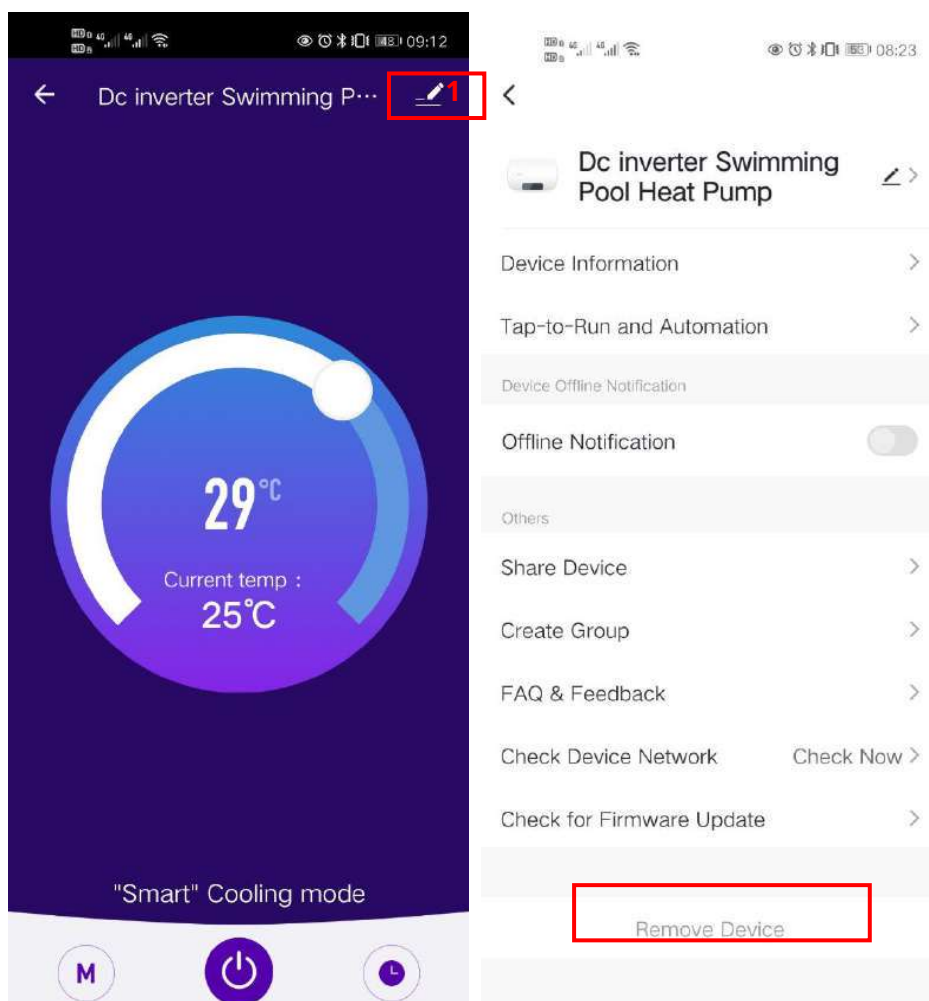 09:12
Dc inverter Swimming P...
1
29°C
Current temp :
25°C
"Smart" Cooling mode
M
08:23
Dc inverter Swimming
Pool Heat Pump
Device Information
Tap-to-Run and Automation
Device Offline Notification
Offline Notification
Others
Share Device
Create Group
FAQ & Feedback
Check Device Network Check Now
Check for Firmware Update
Remove Device